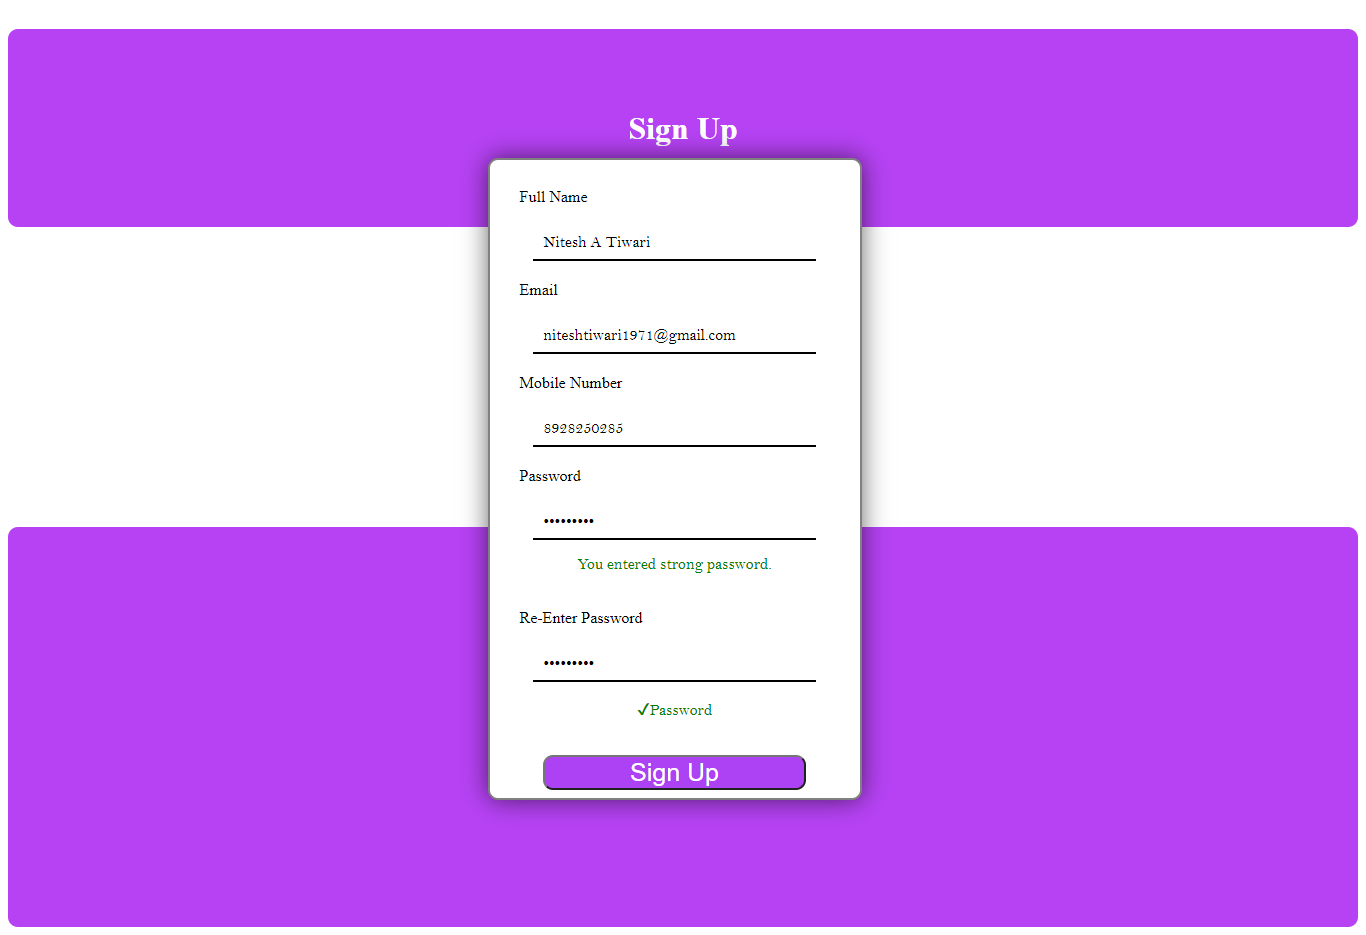 Sign Up
Full Name
Nitesh A Tiwari
Email
niteshtiwari1971@gmail.com
Mobile Number
8928250285
Password
•••••••••
You entered strong password.
Re-Enter Password
•••••••••
✔Password
Sign Up